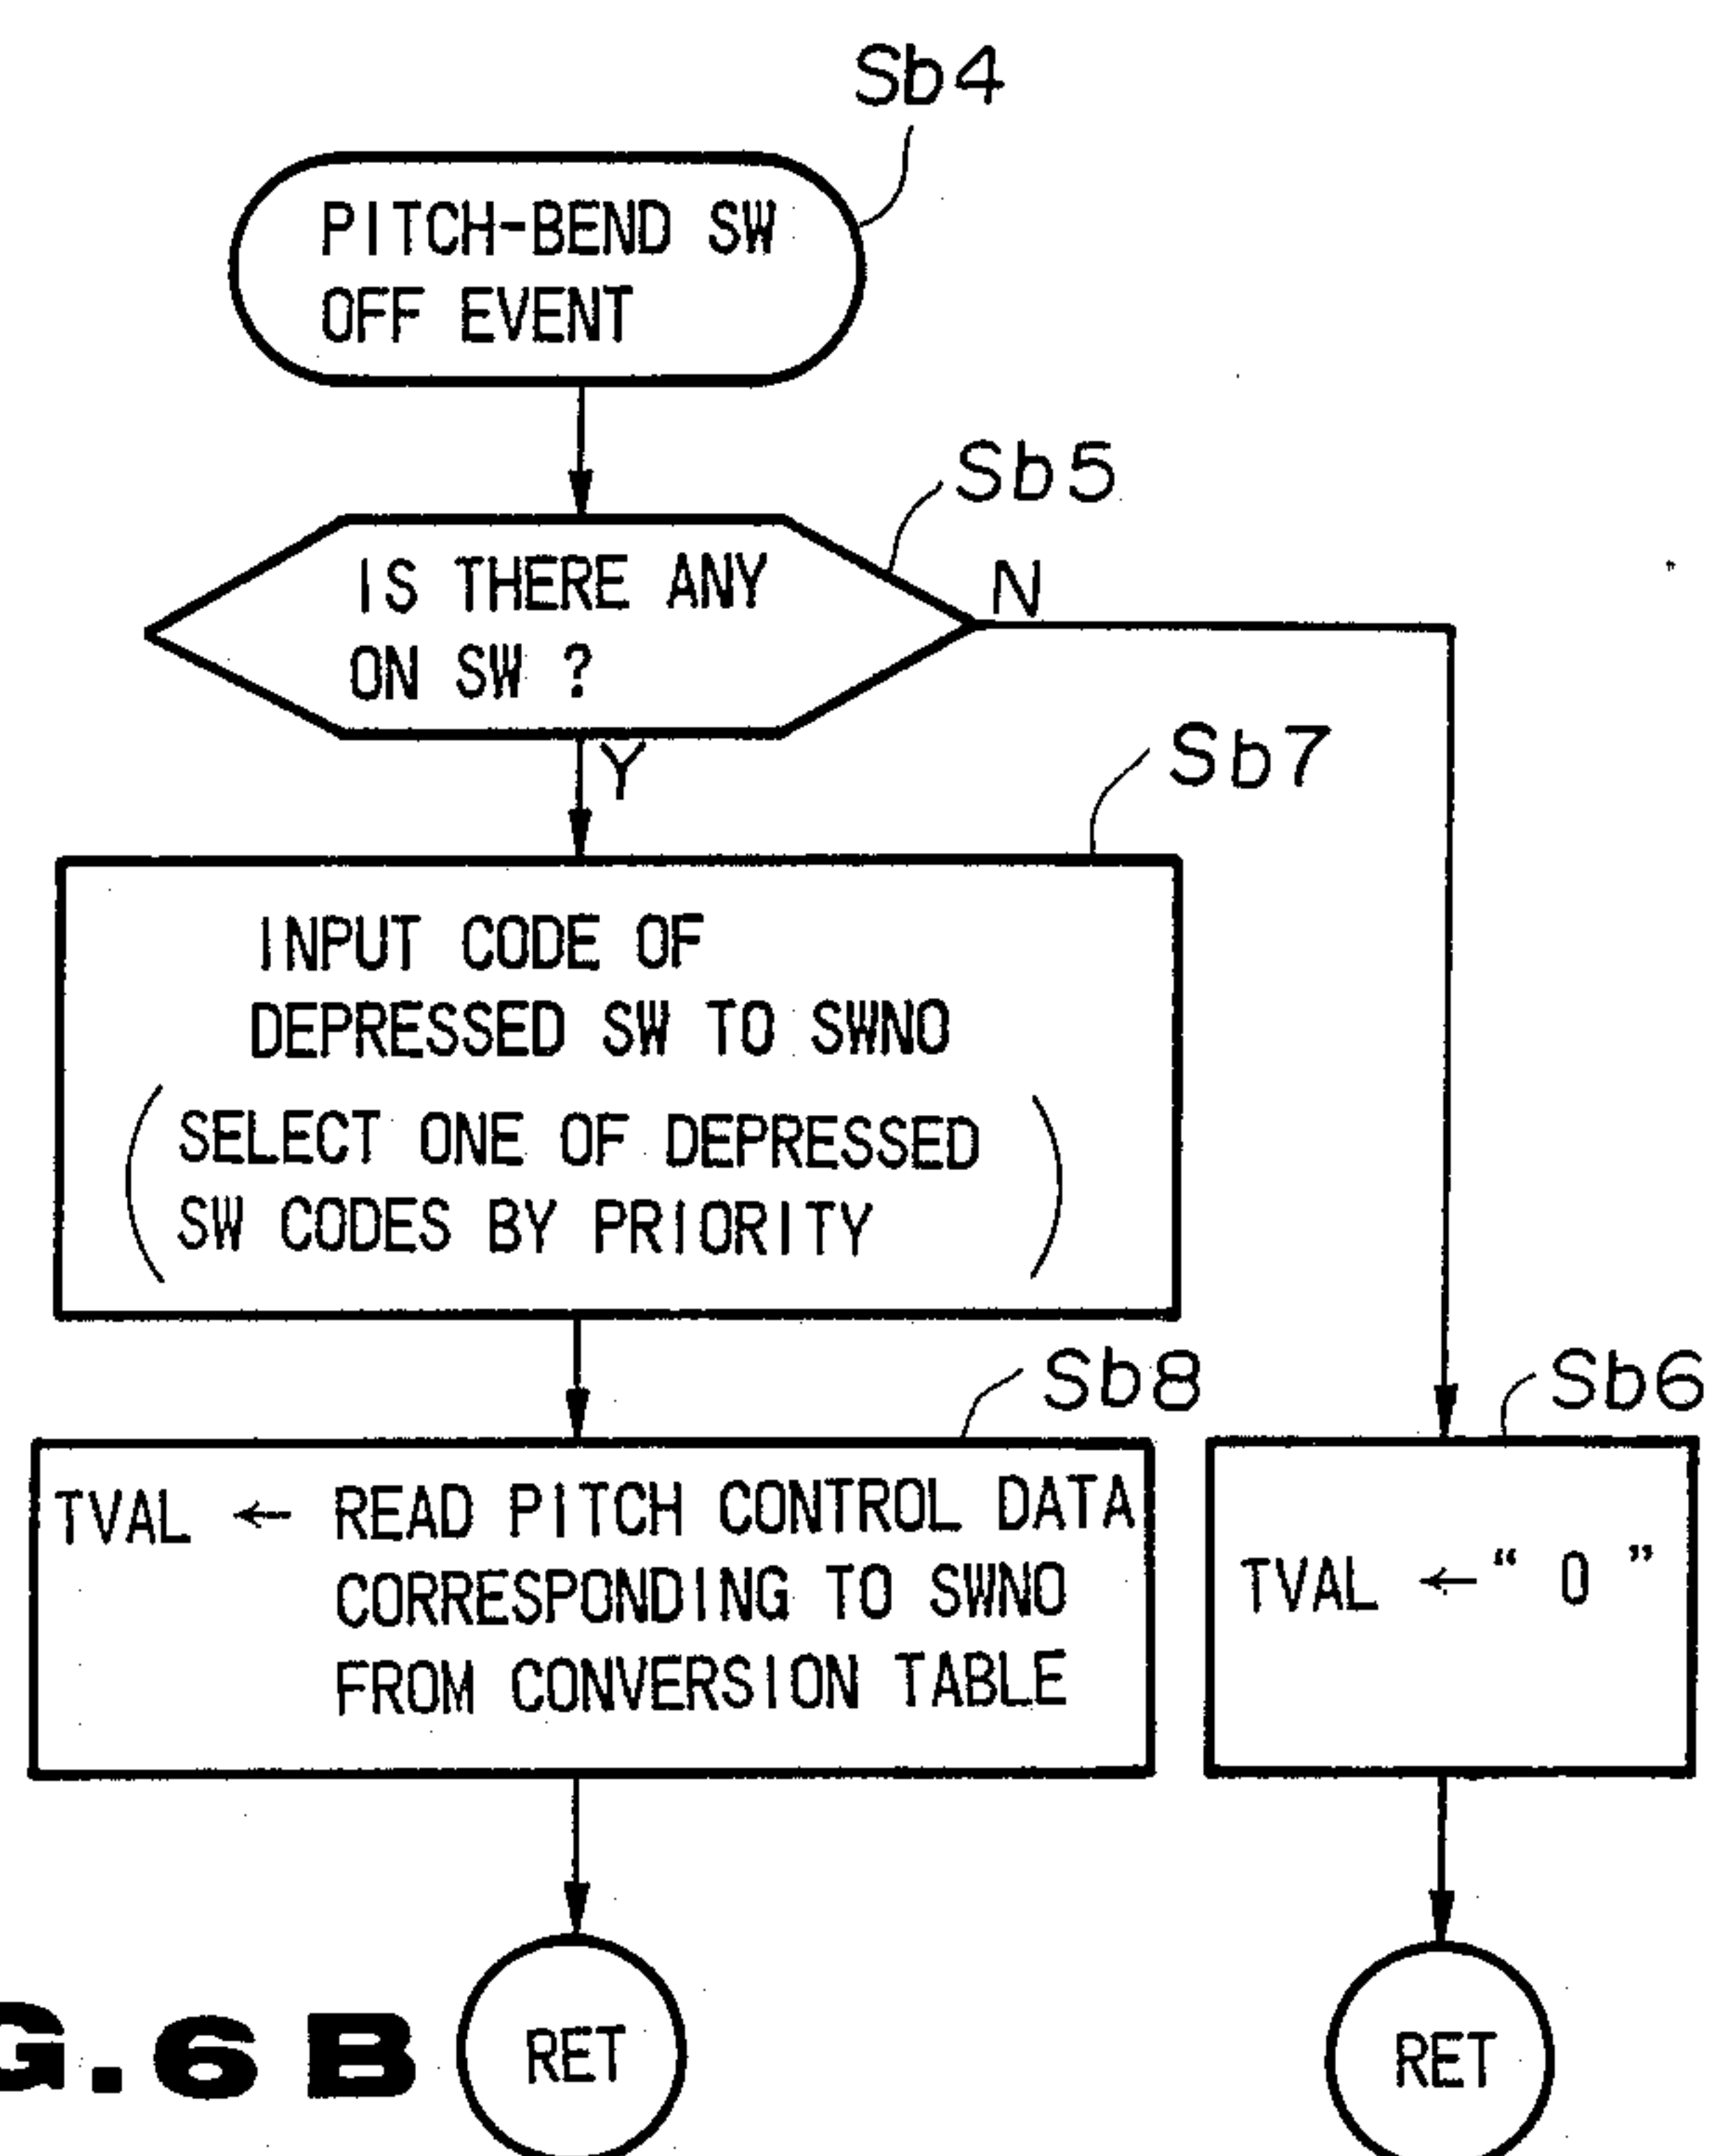 Sb4
PITCH-BEND SW
OFF EVENT
Sb5
IS THERE ANY
ON SW ?
N
Y
Sb7
INPUT CODE OF
DEPRESSED SW TO SWNO
(SELECT ONE OF DEPRESSED
SW CODES BY PRIORITY)
Sb8
TVAL ← READ PITCH CONTROL DATA
CORRESPONDING TO SWNO
FROM CONVERSION TABLE
Sb6
TVAL ← “ 0 ”
RET
RET
G.6 B